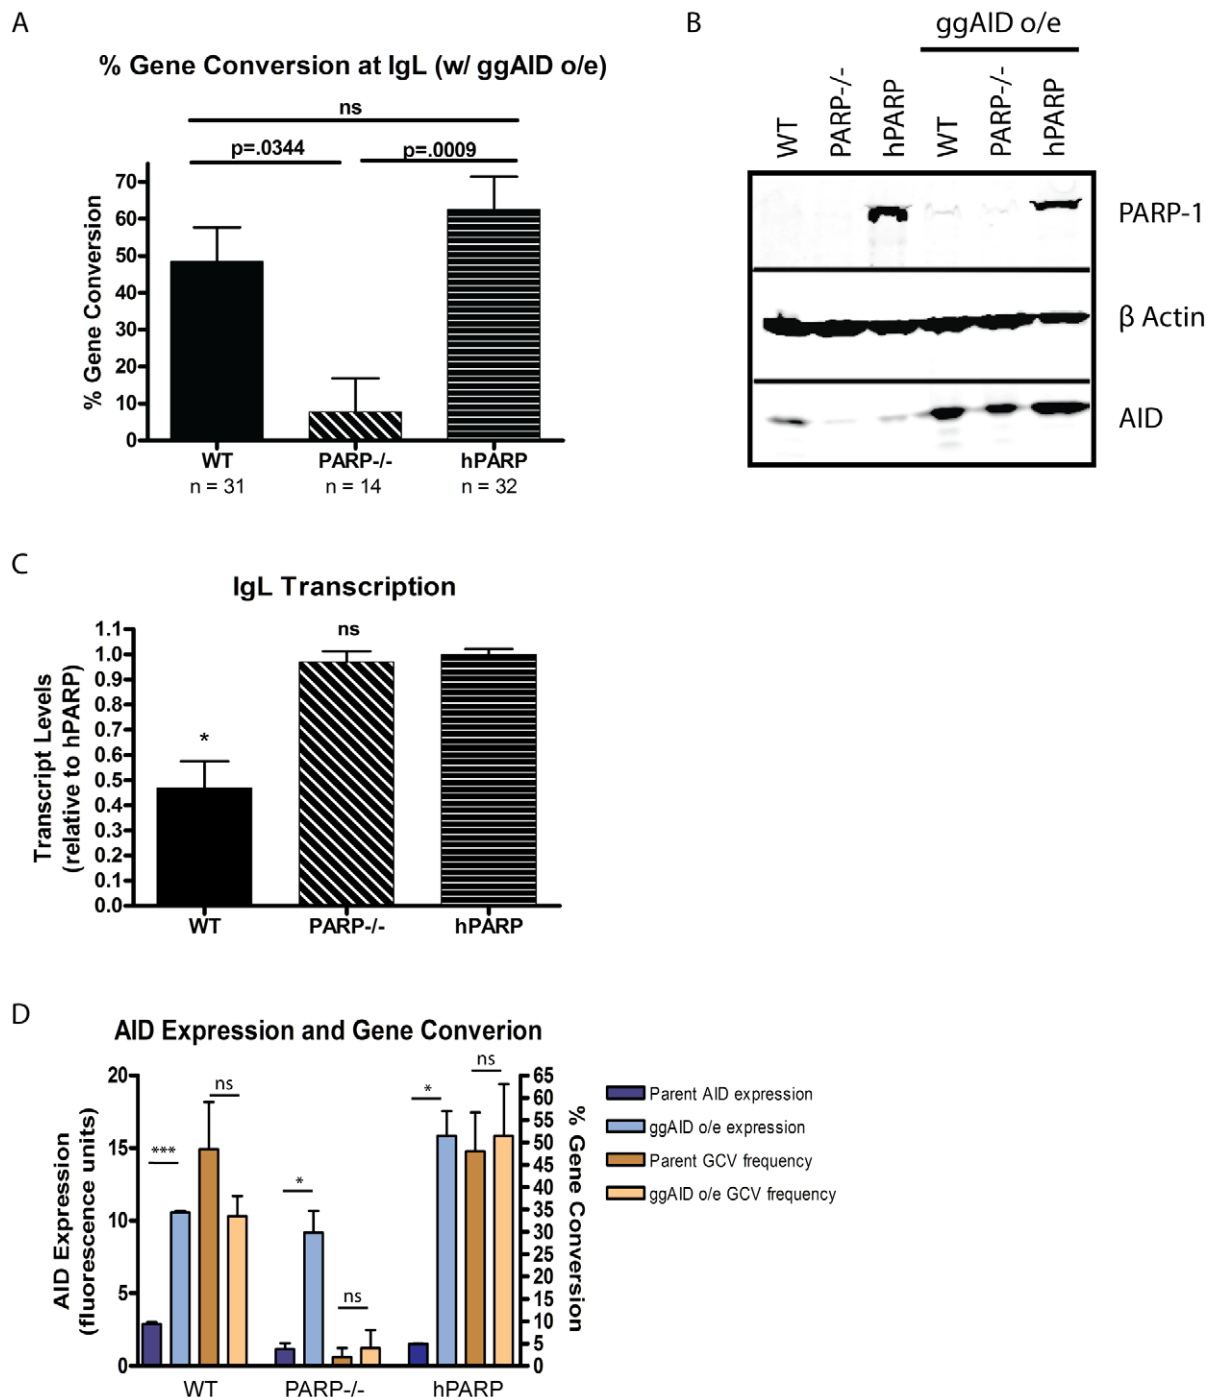 A
% Gene Conversion at IgL (w/ ggAID o/e)
ns
p=.0344
p=.0009
% Gene Conversion
70
60
50
40
30
20
10
0
WT
PARP-/-
hPARP
n = 31
n = 14
n = 32
B
ggAID o/e
WT
PARP-/-
hPARP
WT
PARP-/-
hPARP
PARP-1
β Actin
AID
C
IgL Transcription
Transcript Levels
(relative to hPARP)
1.1
1.0
0.9
0.8
0.7
0.6
0.5
0.4
0.3
0.2
0.1
0.0
*
ns
WT
PARP-/-
hPARP
D
AID Expression and Gene Converion
AID Expression
(fluorescence units)
20
15
10
5
0
***
ns
*
ns
*
ns
65
60
55
50
45
40
35
30
25
20
15
10
5
0
% Gene Conversion
WT
PARP-/-
hPARP
Parent AID expression
ggAID o/e expression
Parent GCV frequency
ggAID o/e GCV frequency